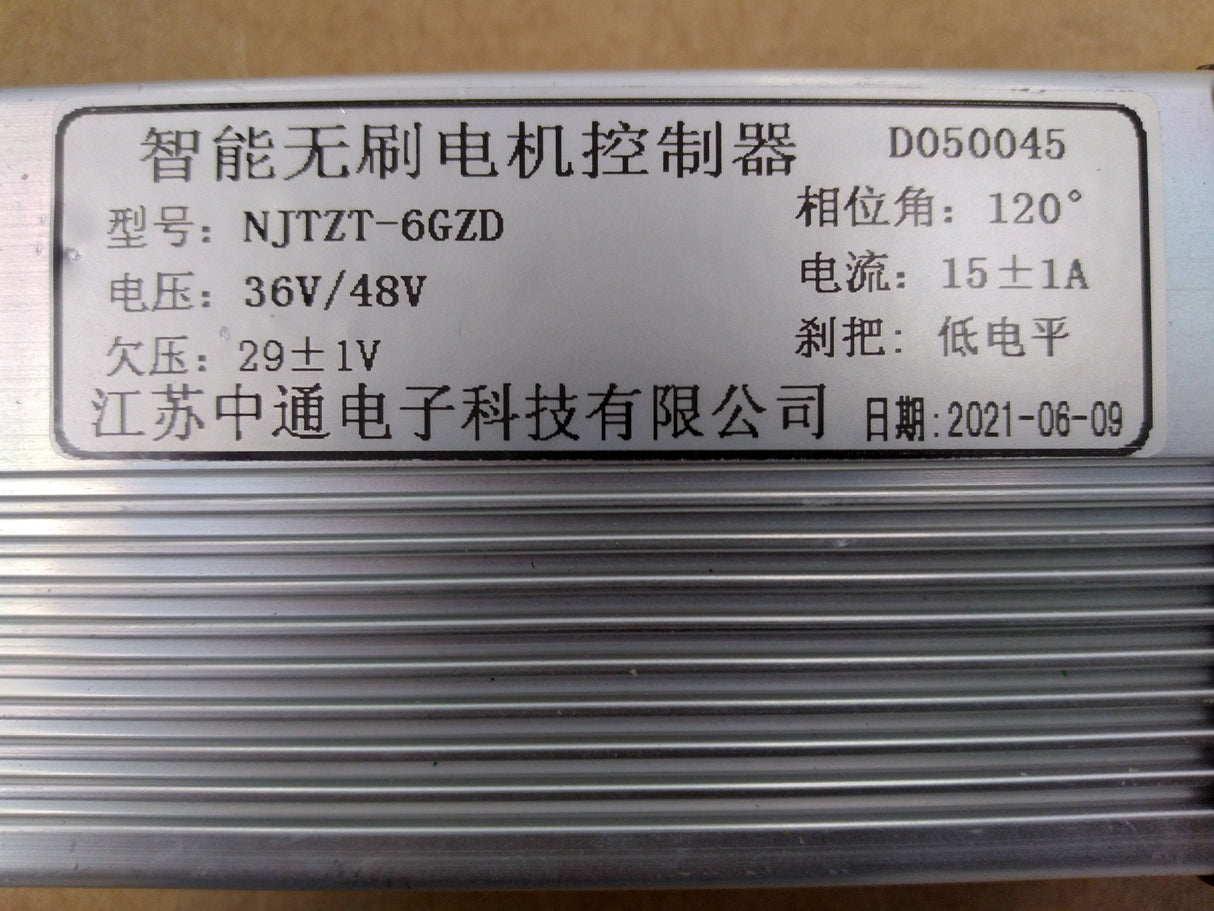 智能无刷电机控制器 D050045
型号：NJTZT-6GZD 相位角：120°
电压：36V/48V 电流：15±1A
欠压：29±1V 刹把：低电平
江苏中通电子科技有限公司 日期:2021-06-09